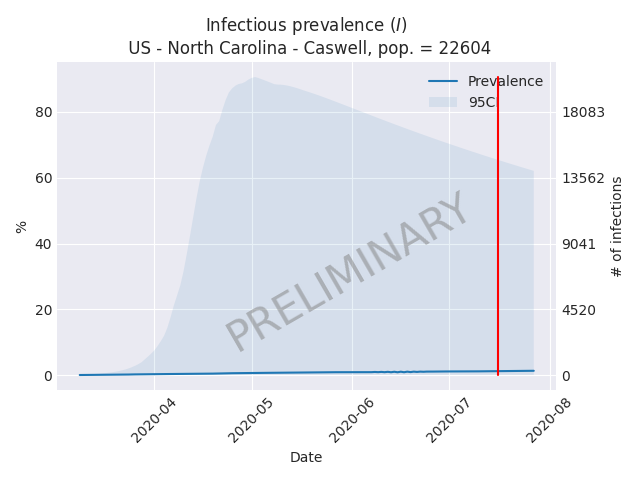 Infectious prevalence (I)
US - North Carolina - Caswell, pop. = 22604
Prevalence
95CI
80
60
40
20
0
%
18083
13562
9041
4520
0
# of infections
PRELIMINARY
2020-04
2020-05
2020-06
2020-07
2020-08
Date